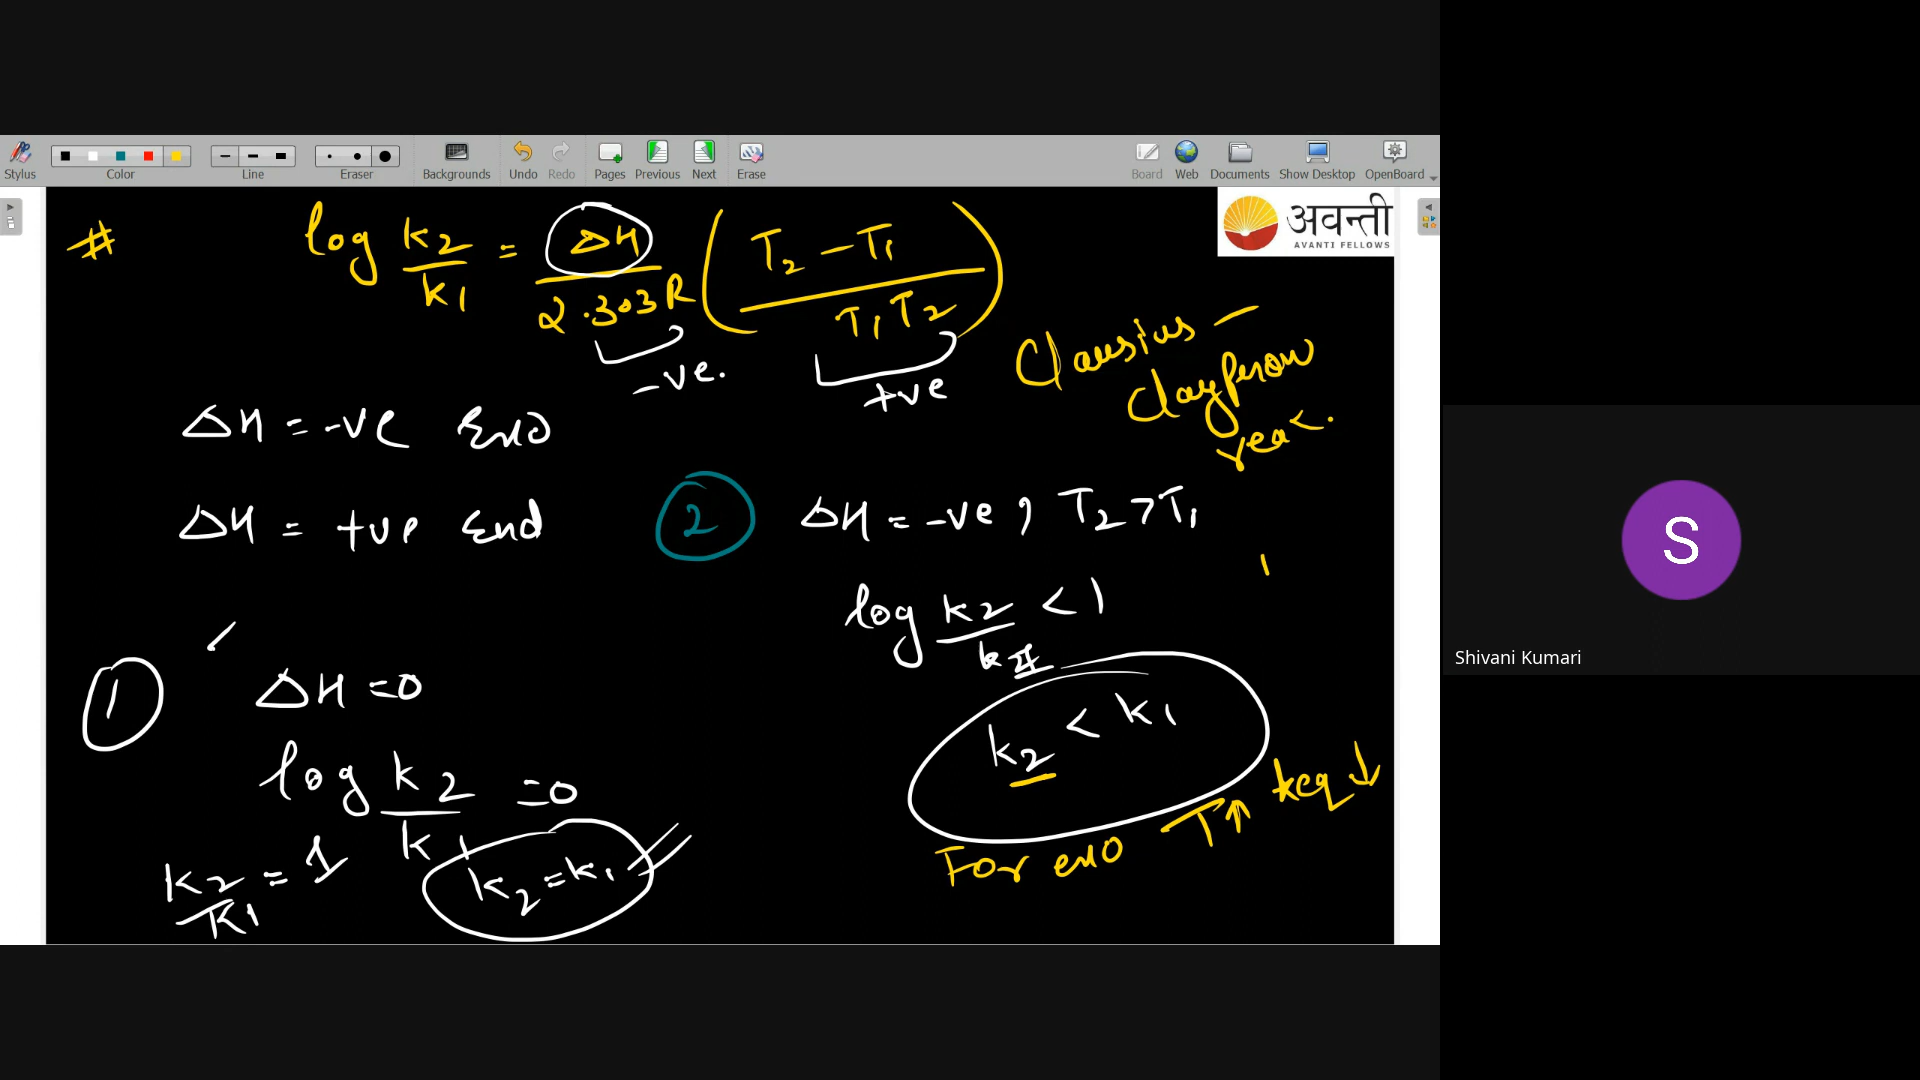 Stylus Color Line Eraser Backgrounds Undo Redo Pages Previous Next Erase Board Web Documents Show Desktop OpenBoard
अवन्ती
AVANTI FELLOWS
# log k2/k1 = ΔH/2.303R (T2 - T1/T1T2)
-ve. +ve
Clausius - 
Clayperon
reac.
ΔH = -ve Exo
ΔH = +ve End
2 ΔH = -ve , T2 > T1
log k2/k1 < 1
k2 < k1
For exo T↑ keq ↓
1 ΔH = 0
log k2/k1 = 0
k2/k1 = 1 k2 = k1
S
Shivani Kumari